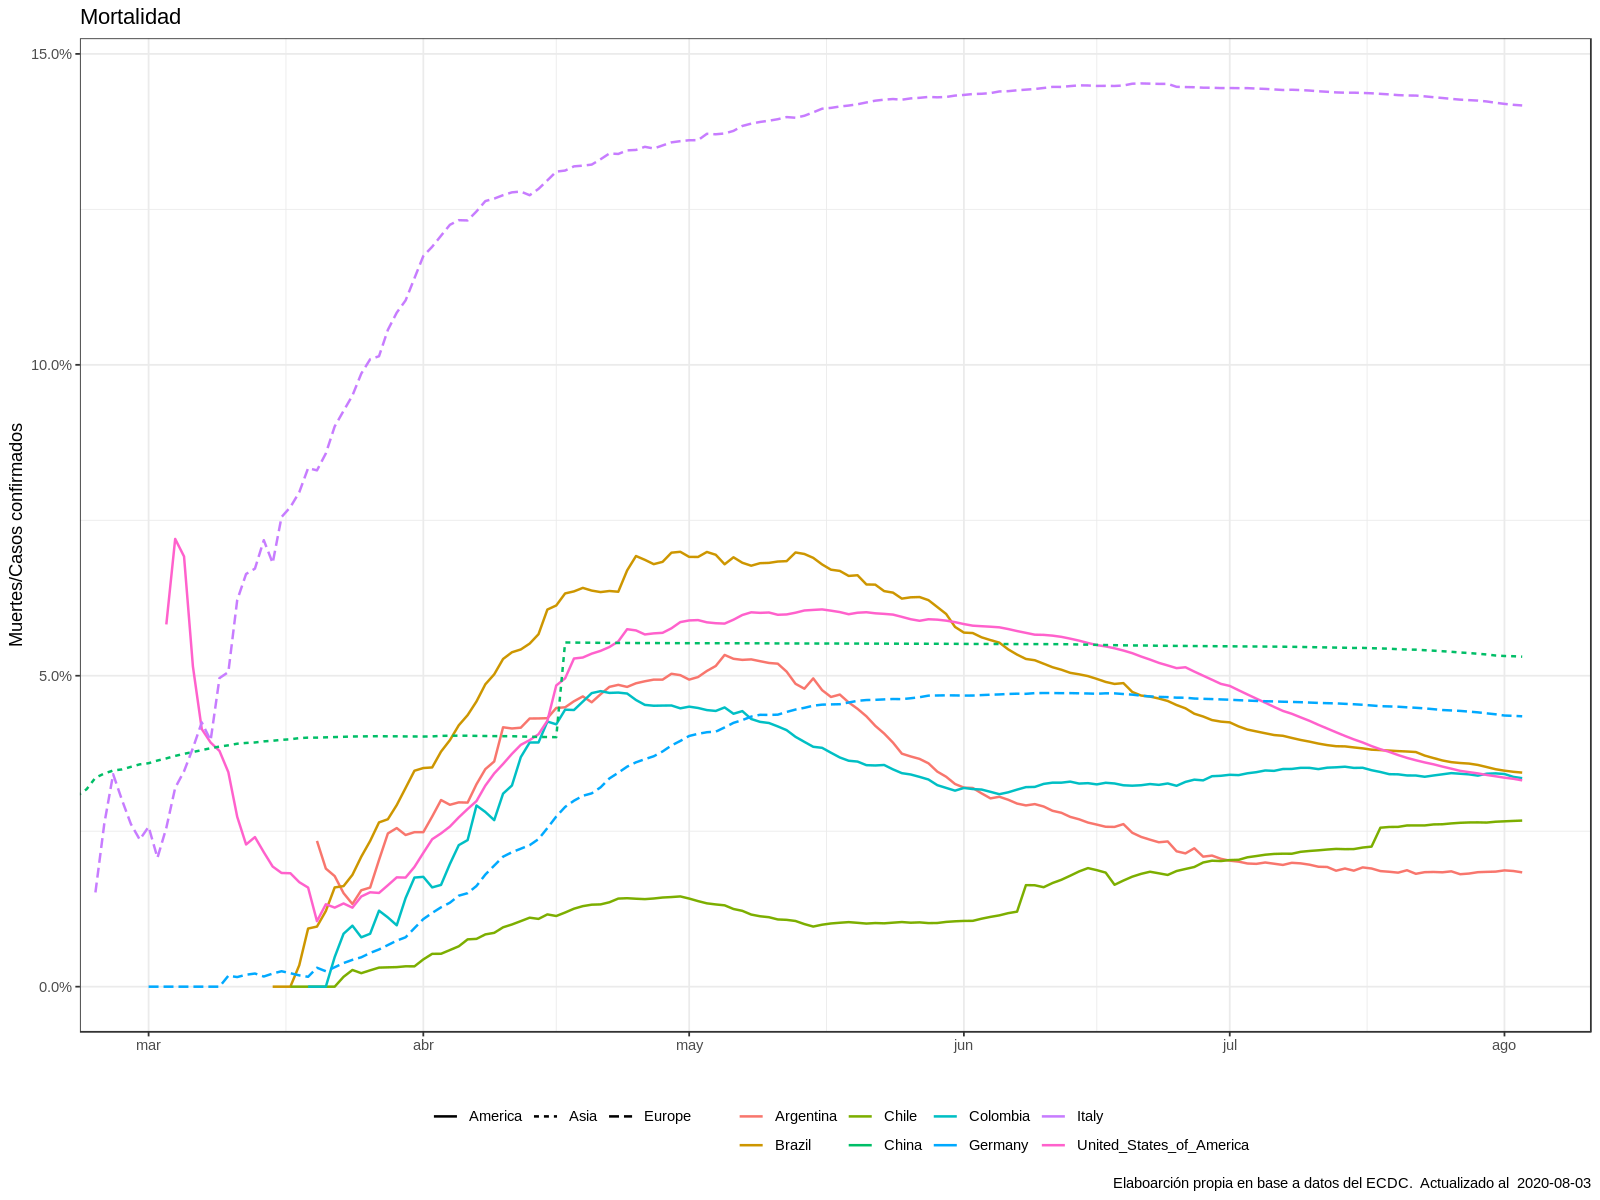 Mortalidad
Muertes/Casos confirmados
15.0%
10.0%
5.0%
0.0%
mar abr may jun jul ago
America Asia Europe Argentina Chile Colombia Italy
Brazil China Germany United_States_of_America
Elaboarción propia en base a datos del ECDC.  Actualizado al  2020-08-03